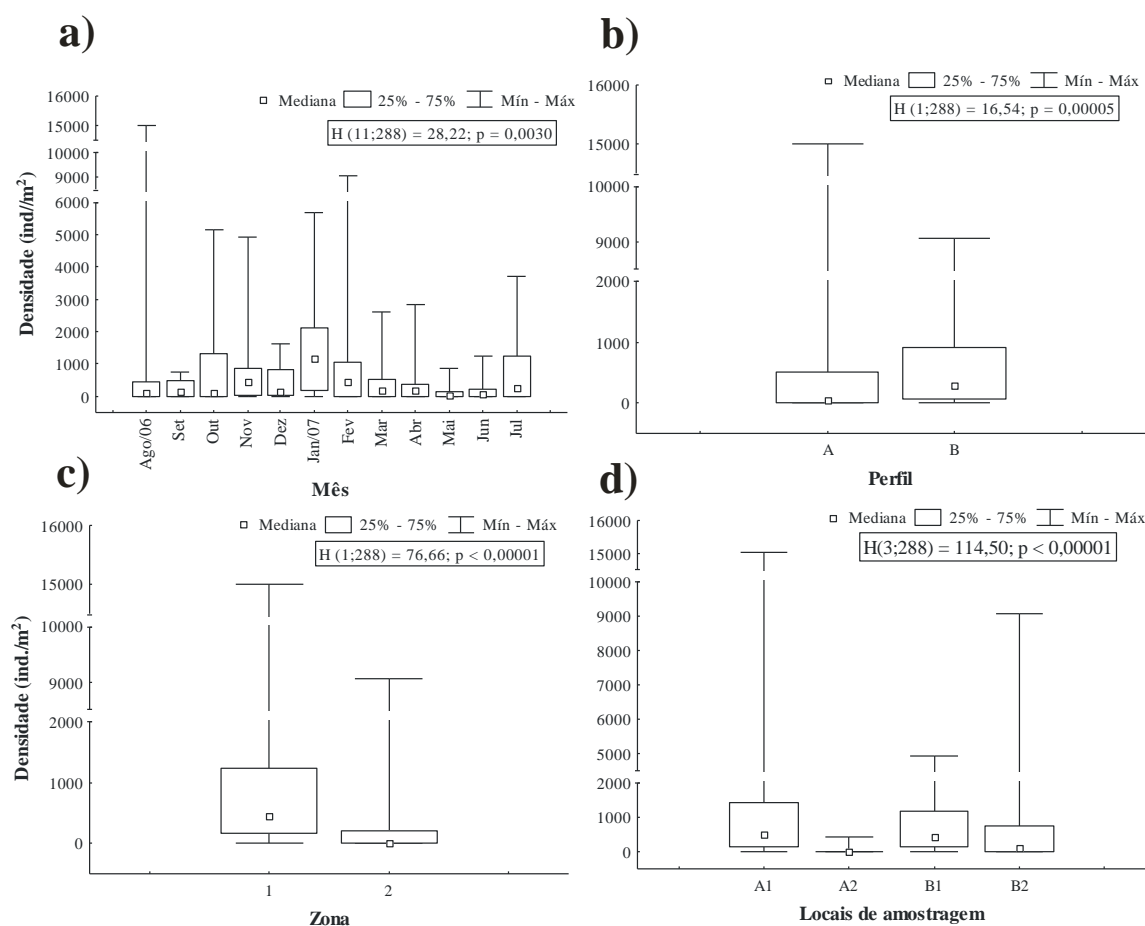 a)
Mediana 25% - 75% Mín - Máx
H (11;288) = 28,22; p = 0,0030
16000
15000
10000
9000
6000
5000
4000
3000
2000
1000
0
Densidade (ind//m²)
Ago/06 Set Out Nov Dez Jan/07 Fev Mar Abr Mai Jun Jul
Mês
b)
Mediana 25% - 75% Mín - Máx
H (1;288) = 16,54; p = 0,00005
16000
15000
10000
9000
2000
1000
0
A B
Perfil
c)
Mediana 25% - 75% Mín - Máx
H (1;288) = 76,66; p < 0,00001
16000
15000
10000
9000
2000
1000
0
Densidade (ind./m²)
1 2
Zona
d)
Mediana 25% - 75% Mín - Máx
H(3;288) = 114,50; p < 0,00001
16000
15000
10000
9000
8000
7000
6000
5000
2000
1000
0
A1 A2 B1 B2
Locais de amostragem